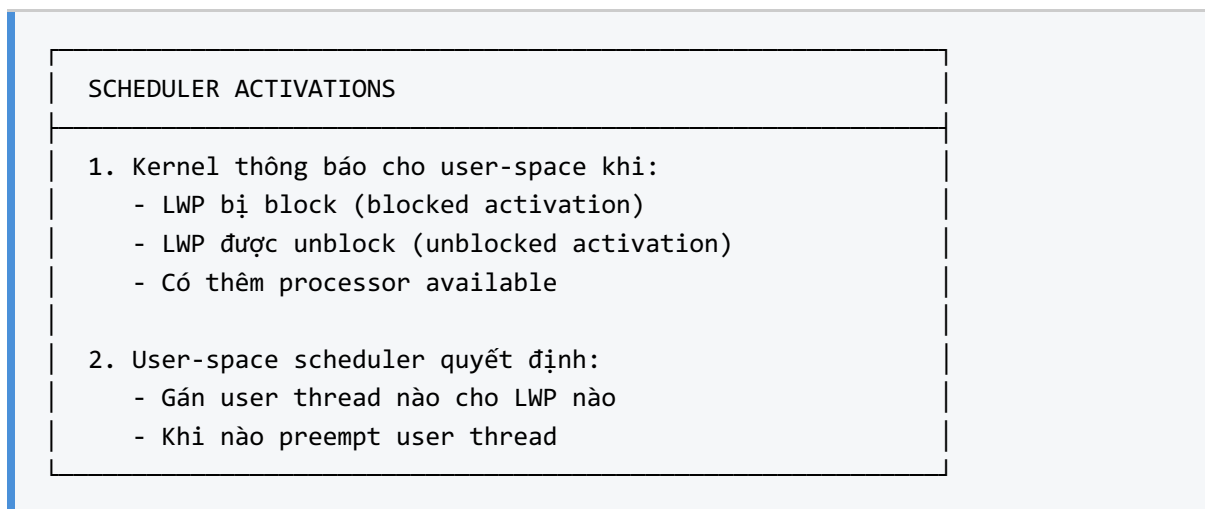 SCHEDULER ACTIVATIONS
1. Kernel thông báo cho user-space khi:
- LWP bị block (blocked activation)
- LWP được unblock (unblocked activation)
- Có thêm processor available
2. User-space scheduler quyết định:
- Gán user thread nào cho LWP nào
- Khi nào preempt user thread